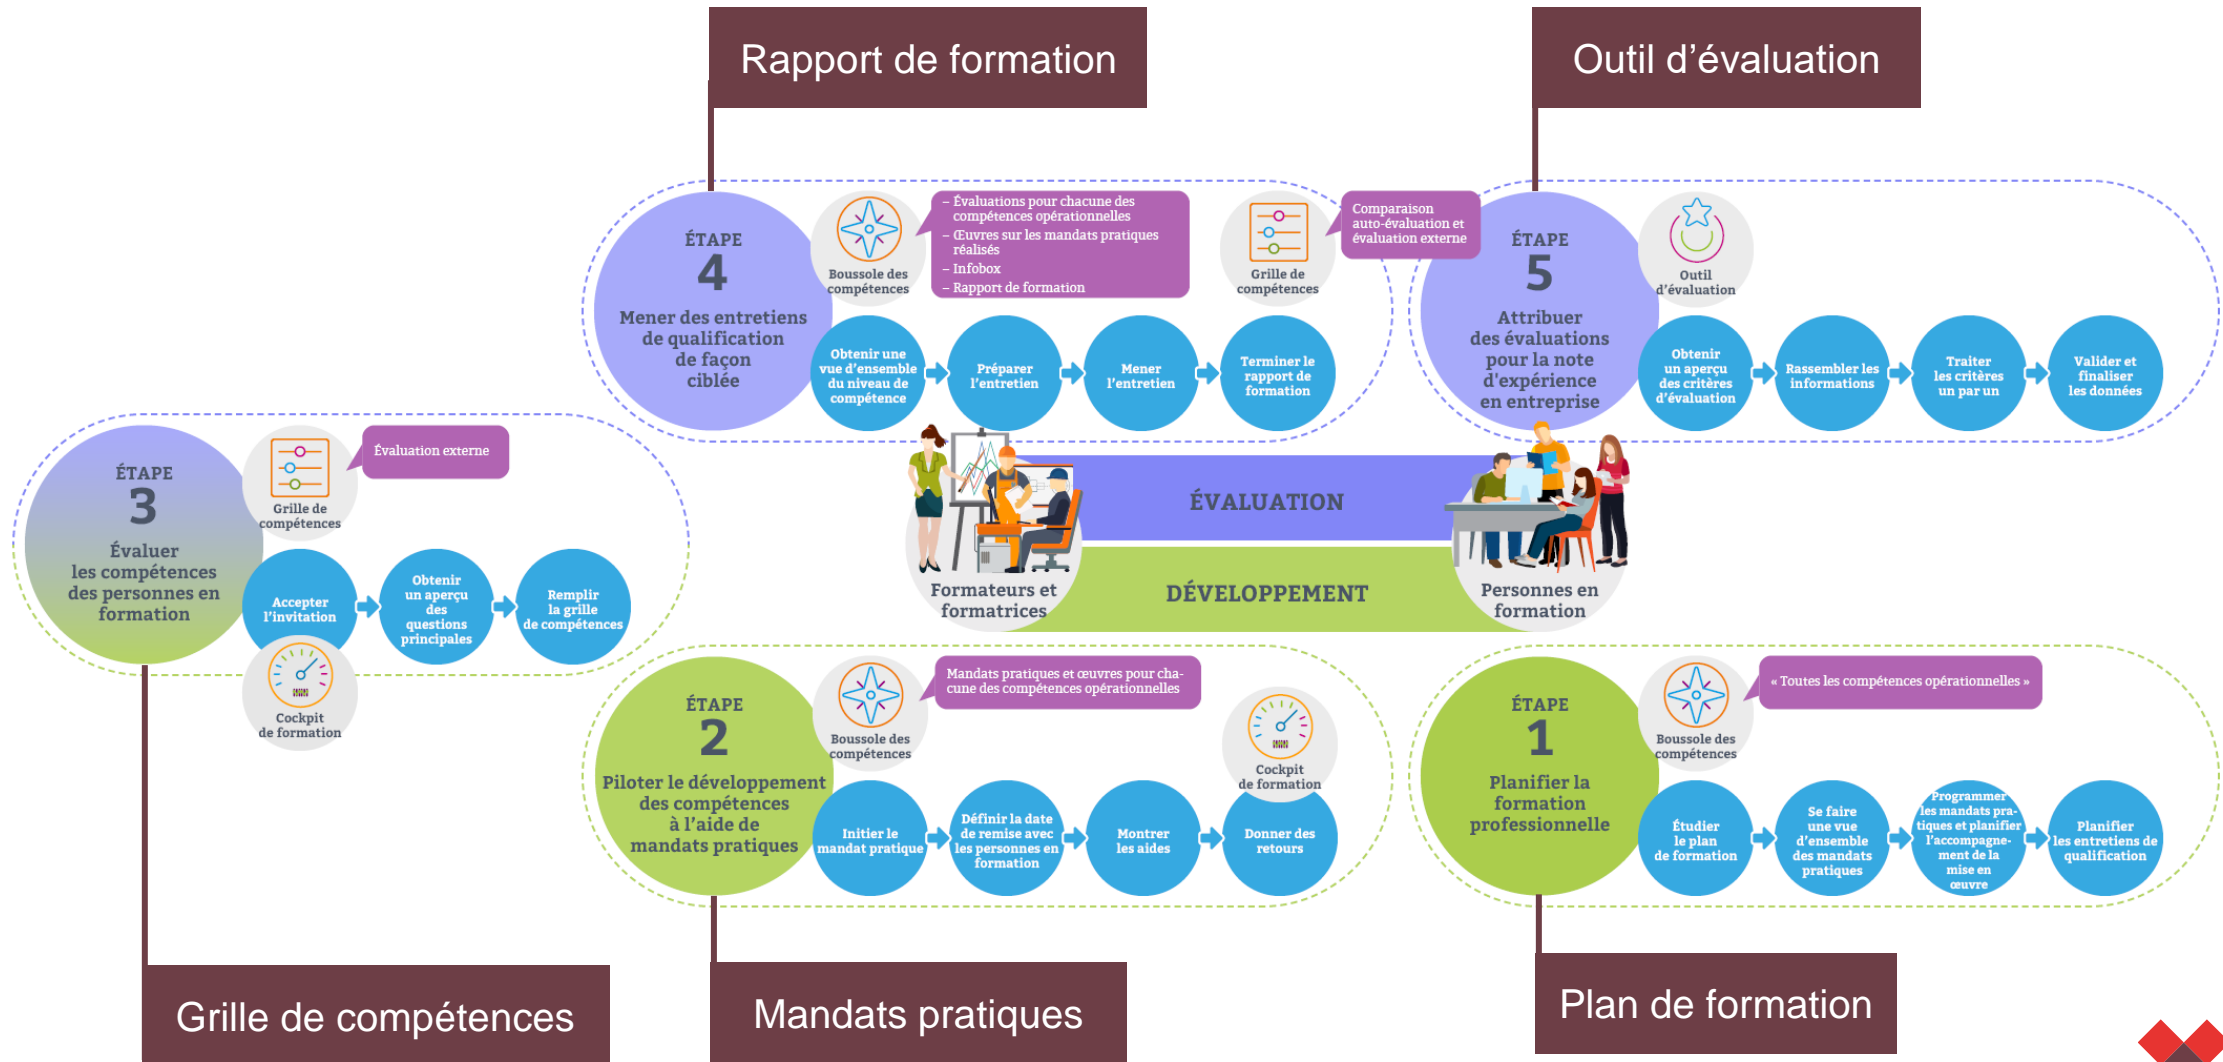 Rapport de formation
Outil d’évaluation
ÉTAPE
4
Mener des entretiens
de qualification
de façon
ciblée
Boussole des
compétences
– Évaluations pour chacune des
compétences opérationnelles
– Œuvres sur les mandats pratiques
réalisés
– Infobox
– Rapport de formation
Grille de
compétences
Comparaison
auto-évaluation et
évaluation externe
Obtenir une
vue d’ensemble
du niveau de
compétence
Préparer
l’entretien
Mener
l’entretien
Terminer le
rapport de
formation
ÉTAPE
5
Attribuer
des évaluations
pour la note
d'expérience
en entreprise
Outil
d’évaluation
Obtenir
un aperçu
des critères
d’évaluation
Rassembler les
informations
Traiter
les critères
un par un
Valider et
finaliser
les données
ÉTAPE
3
Évaluer
les compétences
des personnes en
formation
Grille de
compétences
Évaluation externe
Accepter
l’invitation
Obtenir
un aperçu
des
questions
principales
Remplir
la grille
de compétences
Cockpit
de formation
ÉVALUATION
DÉVELOPPEMENT
Formateurs et
formatrices
Personnes en
formation
ÉTAPE
2
Piloter le développement
des compétences
à l’aide de
mandats pratiques
Boussole des
compétences
Mandats pratiques et œuvres pour cha-
cune des compétences opérationnelles
Cockpit
de formation
Initier le
mandat pratique
Définir la date
de remise avec
les personnes en
formation
Montrer
les aides
Donner des
retours
ÉTAPE
1
Planifier la
formation
professionnelle
Boussole des
compétences
« Toutes les compétences opérationnelles »
Étudier
le plan
de formation
Se faire
une vue
d’ensemble
des mandats
pratiques
Programmer
les mandats pra-
tiques et planifier
l’accompagne-
ment de la
mise en
œuvre
Planifier
les entretiens de
qualification
Grille de compétences
Mandats pratiques
Plan de formation